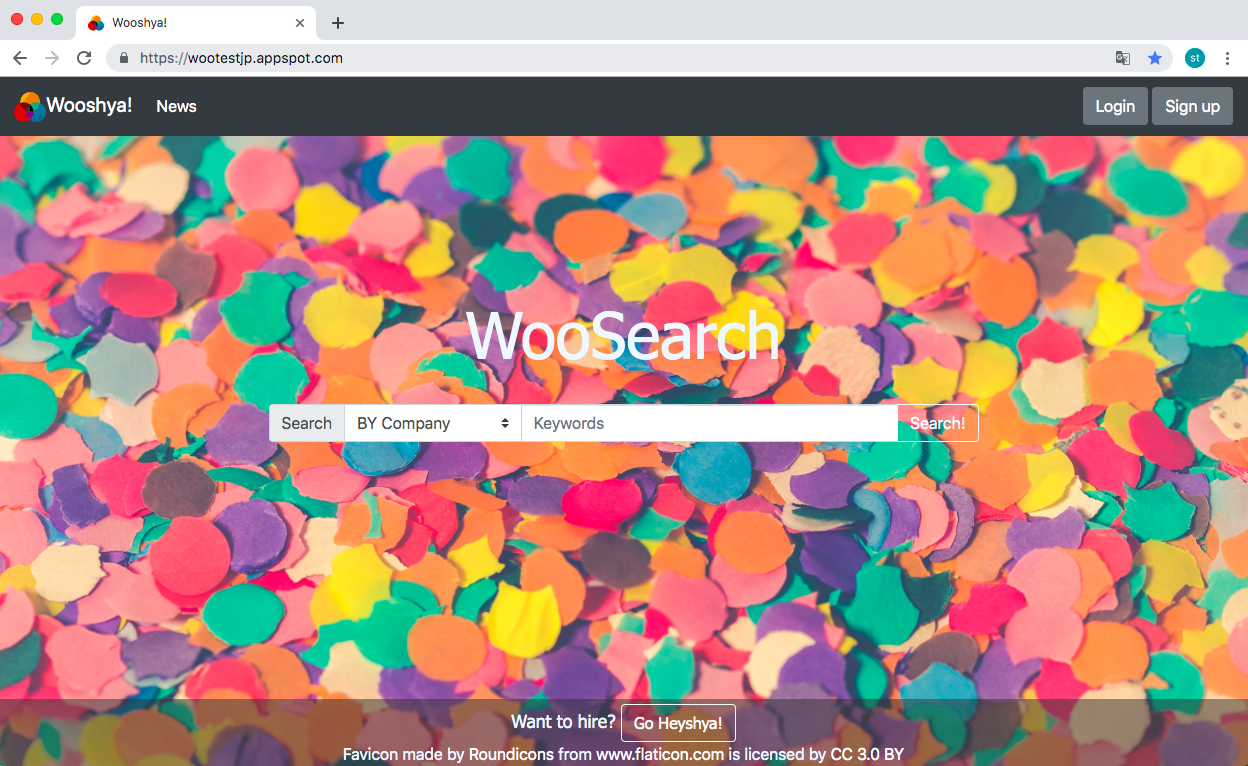 Wooshya!
https://wootestjp.appspot.com
st
Wooshya! News Login Sign up
WooSearch
Search BY Company Keywords Search!
Want to hire? Go Heyshya!
Favicon made by Roundicons from www.flaticon.com is licensed by CC 3.0 BY